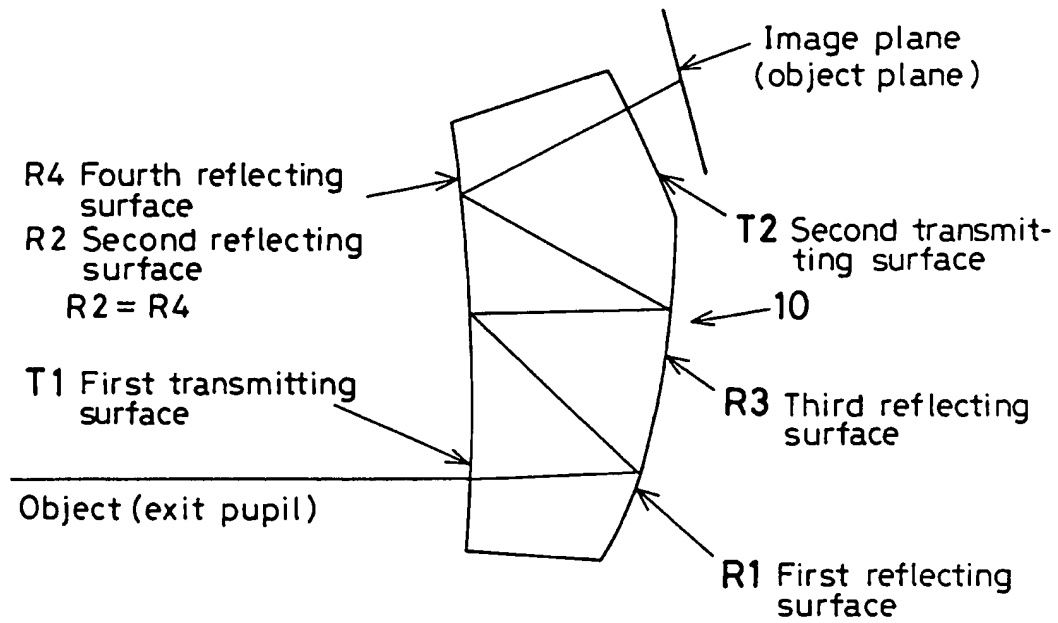 Image plane
(object plane)
R4 Fourth reflecting
surface
R2 Second reflecting
surface
R2 = R4
T2 Second transmit-
ting surface
10
T1 First transmitting
surface
R3 Third reflecting
surface
Object (exit pupil)
R1 First reflecting
surface